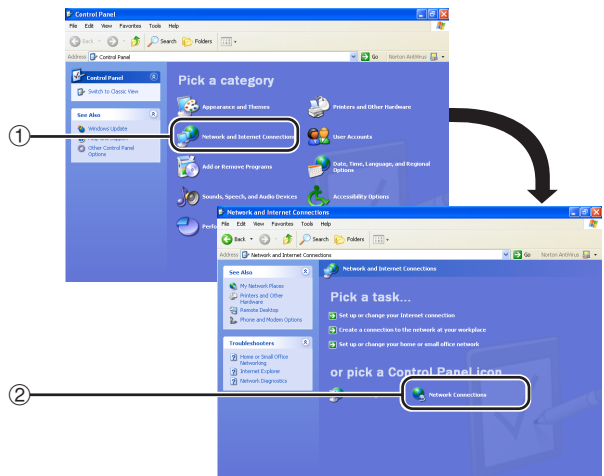 Control Panel
File Edit View Favorites Tools Help
Back Search Folders
Address Control Panel Go Norton AntiVirus
Control Panel
Switch to Classic View
See Also
Windows Update
Help and Support
Other Control Panel
Options
Pick a category
Appearance and Themes
Printers and Other Hardware
① Network and Internet Connections
User Accounts
Add or Remove Programs
Date, Time, Language, and Regional
Options
Sounds, Speech, and Audio Devices
Accessibility Options
Network and Internet Connections
File Edit View Favorites Tools Help
Back Search Folders
Address Network and Internet Connections Go Norton AntiVirus
See Also
My Network Places
Printers and Other
Hardware
Remote Desktop
Phone and Modem Options
Troubleshooters
Home or Small Office
Networking
Internet Explorer
Network Diagnostics
Network and Internet Connections
Pick a task...
Set up or change your Internet connection
Create a connection to the network at your workplace
Set up or change your home or small office network
or pick a Control Panel icon
② Network Connections